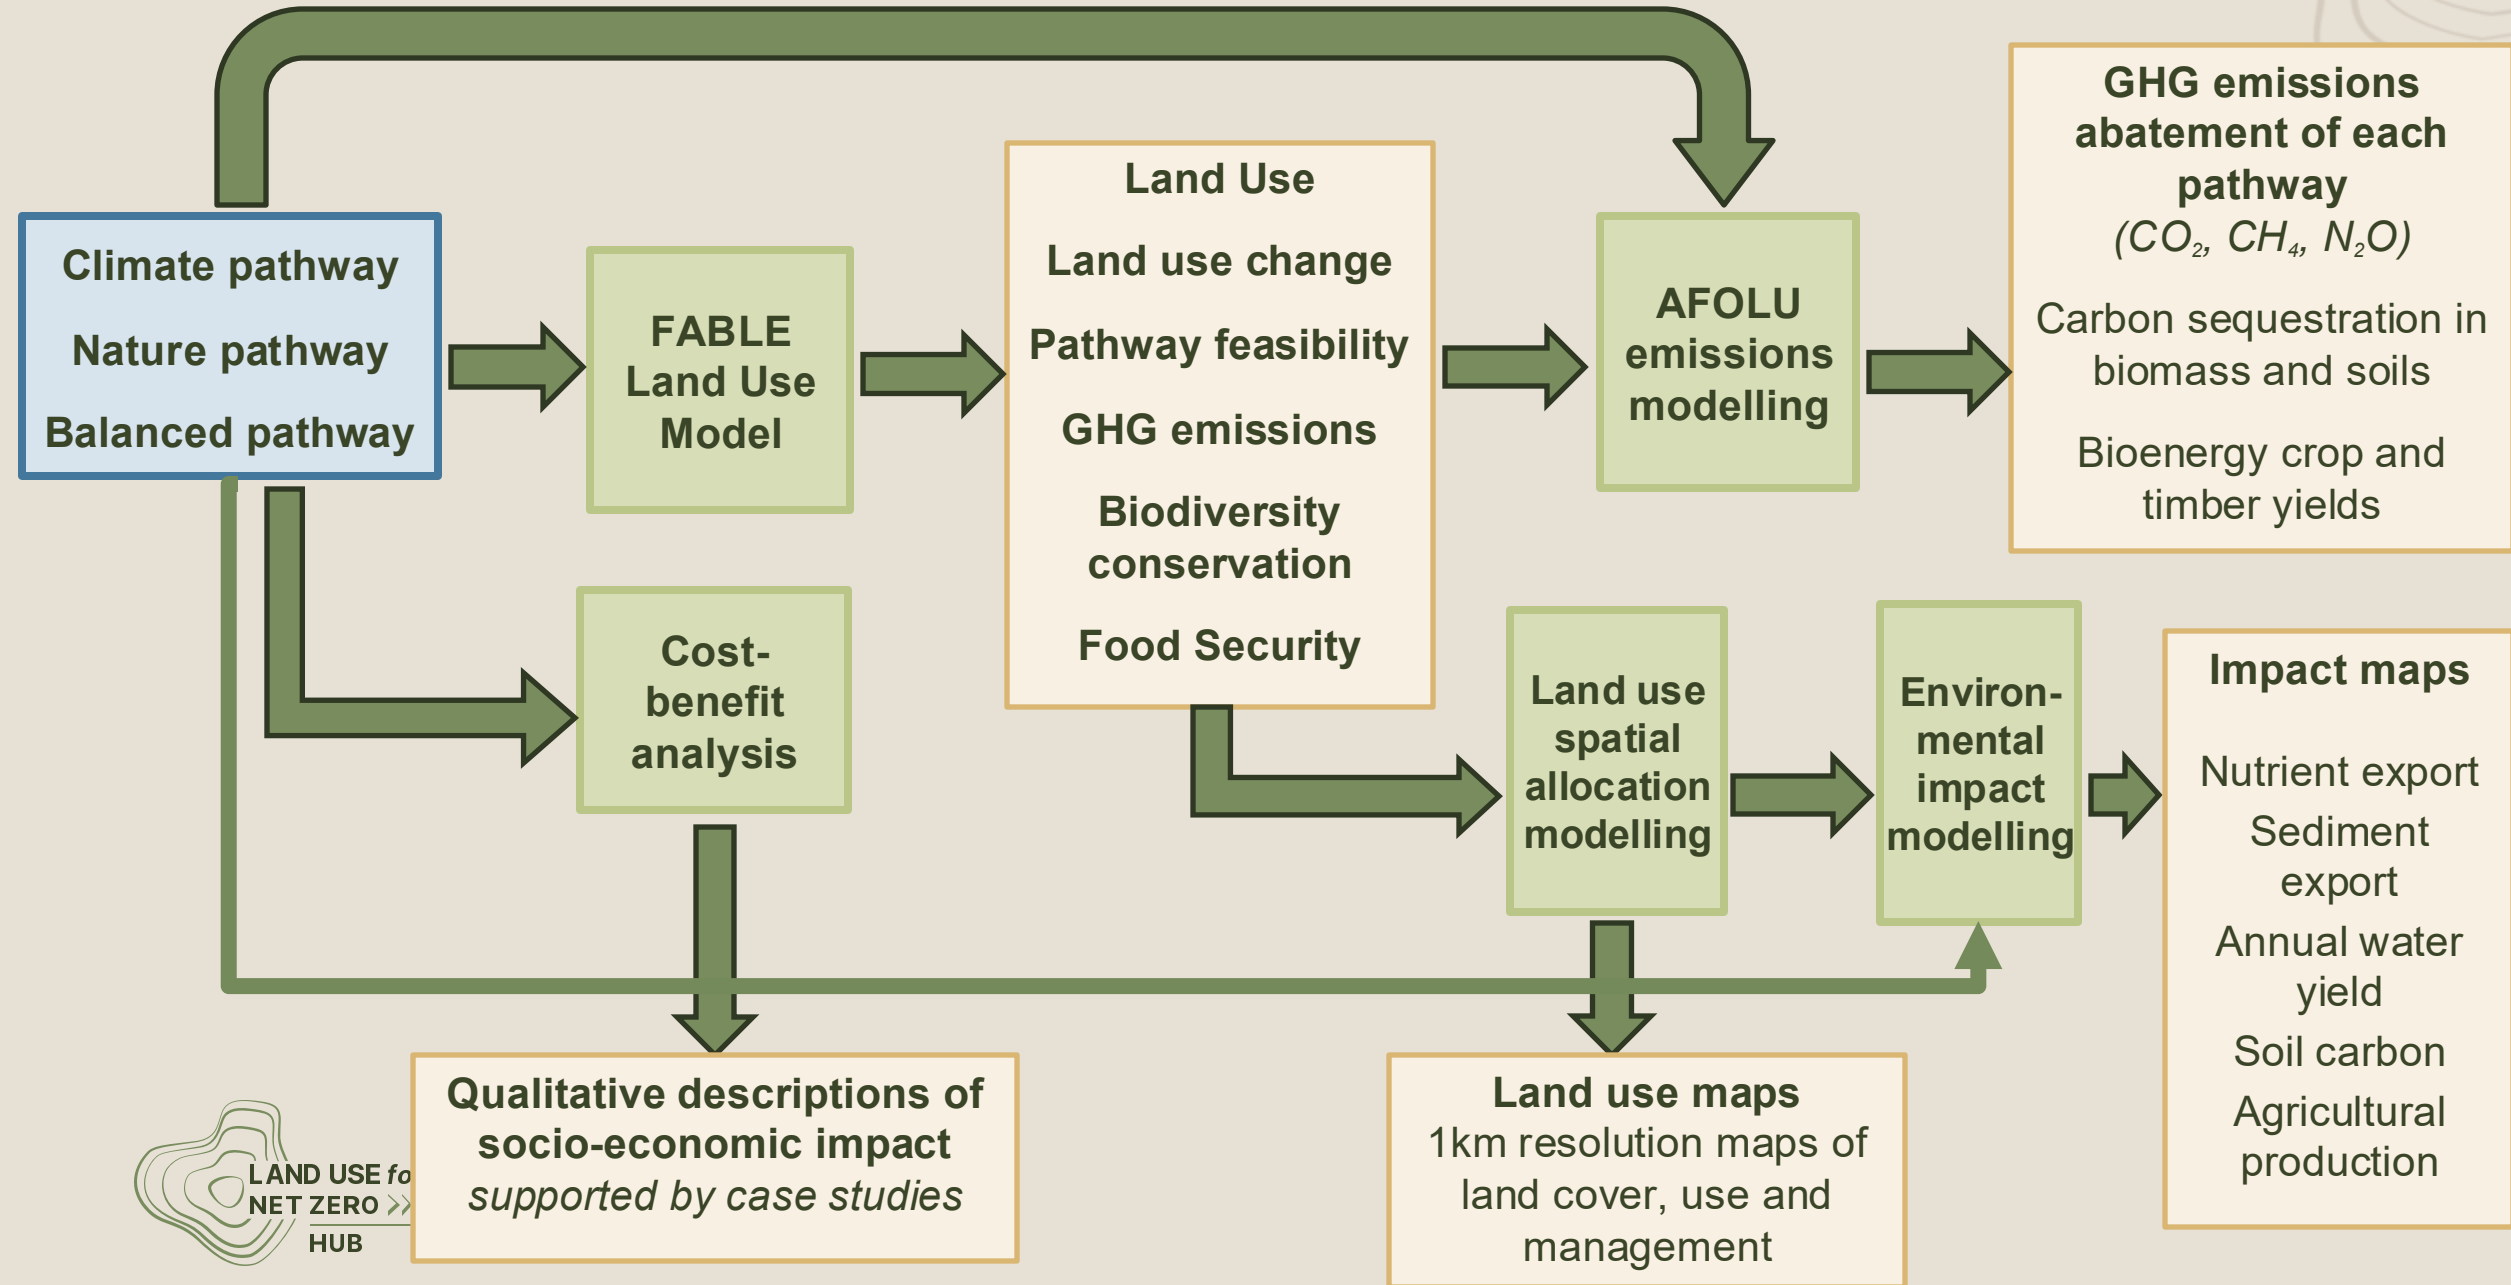 Climate pathway
Nature pathway
Balanced pathway
FABLE
Land Use
Model
Cost-
benefit
analysis
Land Use
Land use change
Pathway feasibility
GHG emissions
Biodiversity
conservation
Food Security
AFOLU
emissions
modelling
GHG emissions
abatement of each
pathway
(CO₂, CH₄, N₂O)
Carbon sequestration in
biomass and soils
Bioenergy crop and
timber yields
Land use
spatial
allocation
modelling
Environ-
mental
impact
modelling
Impact maps
Nutrient export
Sediment
export
Annual water
yield
Soil carbon
Agricultural
production
Qualitative descriptions of
socio-economic impact
supported by case studies
Land use maps
1km resolution maps of
land cover, use and
management
LAND USE fo
NET ZERO >>
HUB